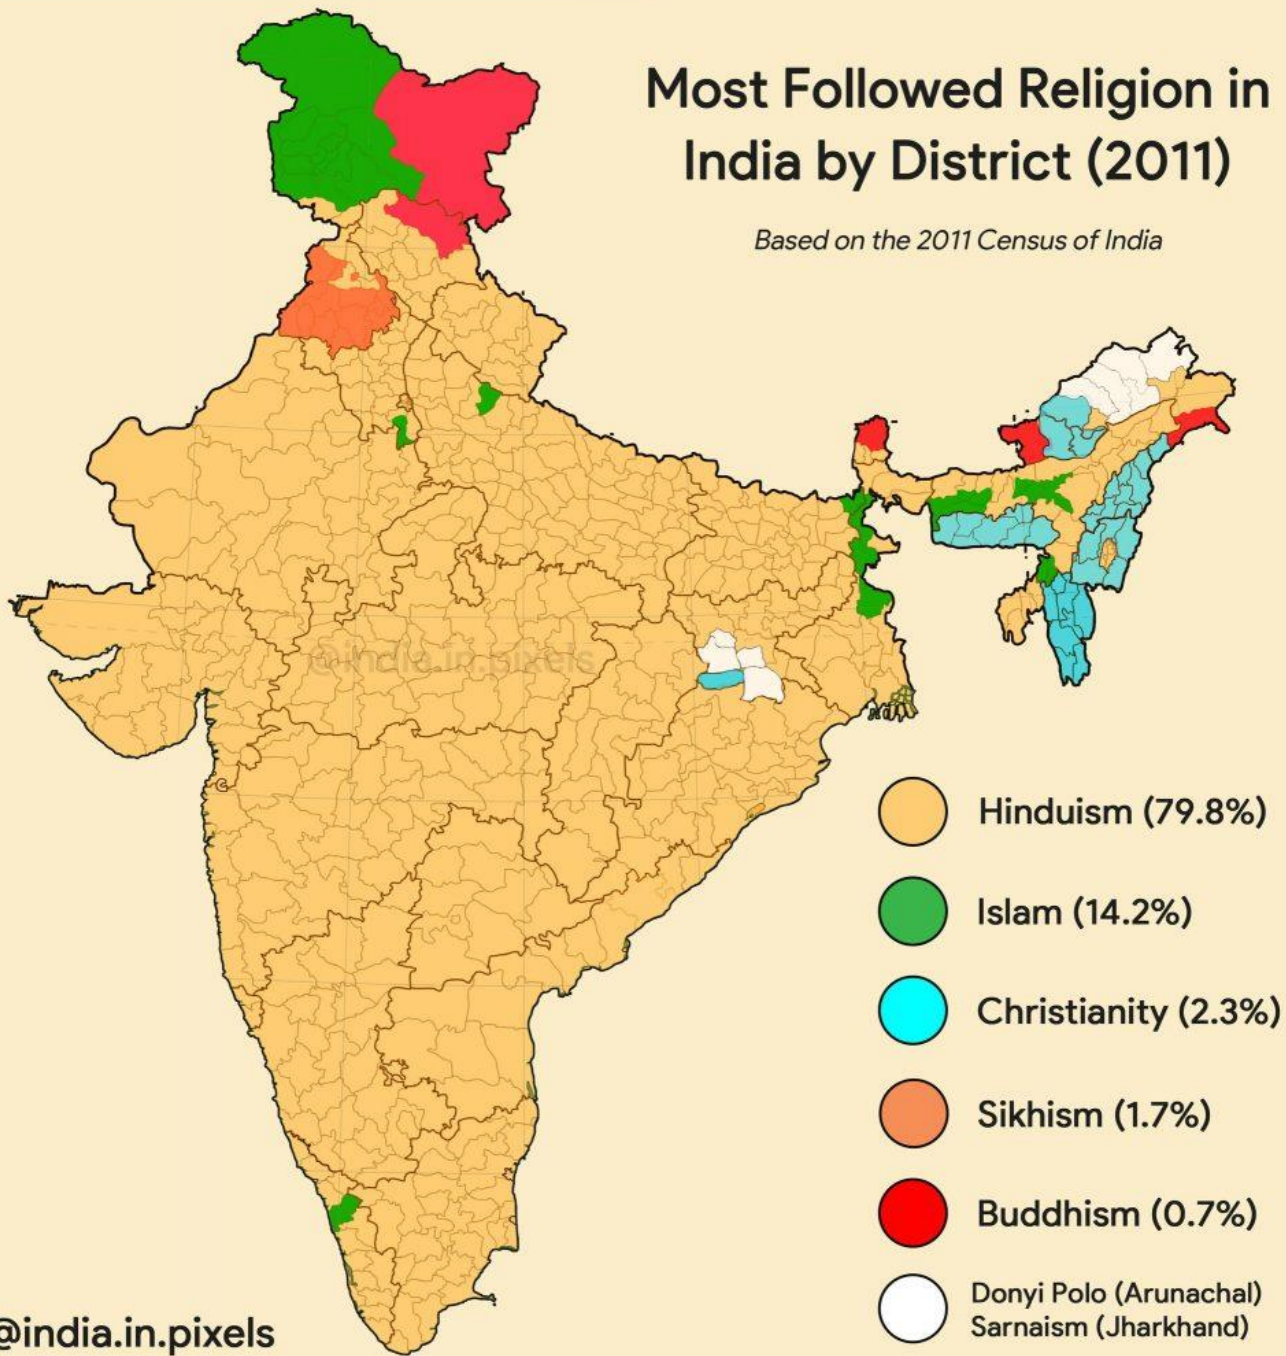 Most Followed Religion in
India by District (2011)
Based on the 2011 Census of India
@india.in.pixels
Hinduism (79.8%)
Islam (14.2%)
Christianity (2.3%)
Sikhism (1.7%)
Buddhism (0.7%)
Donyi Polo (Arunachal)
Sarnaism (Jharkhand)
@india.in.pixels